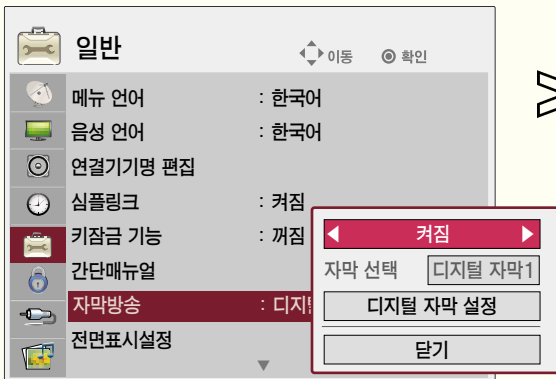 일반
이동 확인
메뉴 언어 : 한국어
음성 언어 : 한국어
연결기기명 편집
심플링크 : 켜짐
키잠금 기능 : 꺼짐
간단매뉴얼
자막방송 : 디지
전면표시설정
켜짐
자막 선택 디지털 자막1
디지털 자막 설정
닫기